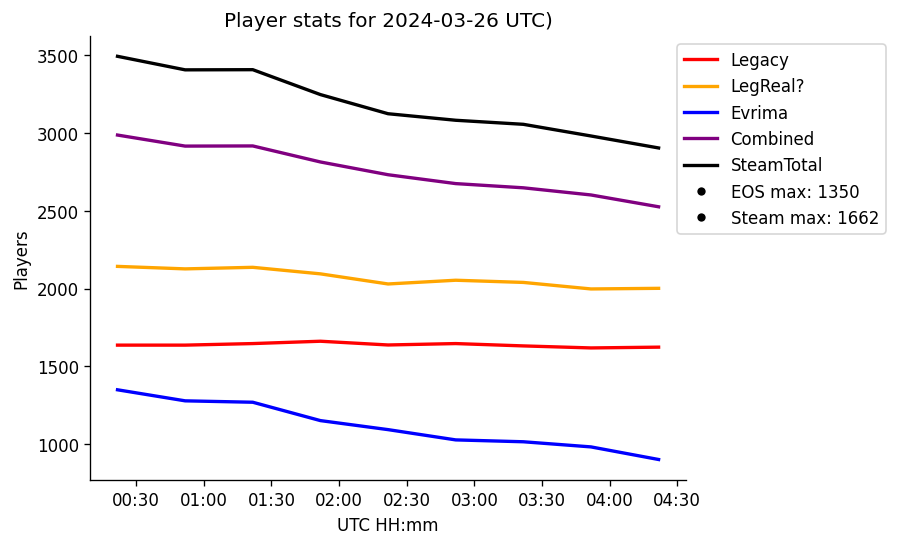 Player stats for 2024-03-26 UTC)
3500
3000
2500
2000
1500
1000
Players
00:30 01:00 01:30 02:00 02:30 03:00 03:30 04:00 04:30
UTC HH:mm
Legacy
LegReal?
Evrima
Combined
SteamTotal
EOS max: 1350
Steam max: 1662